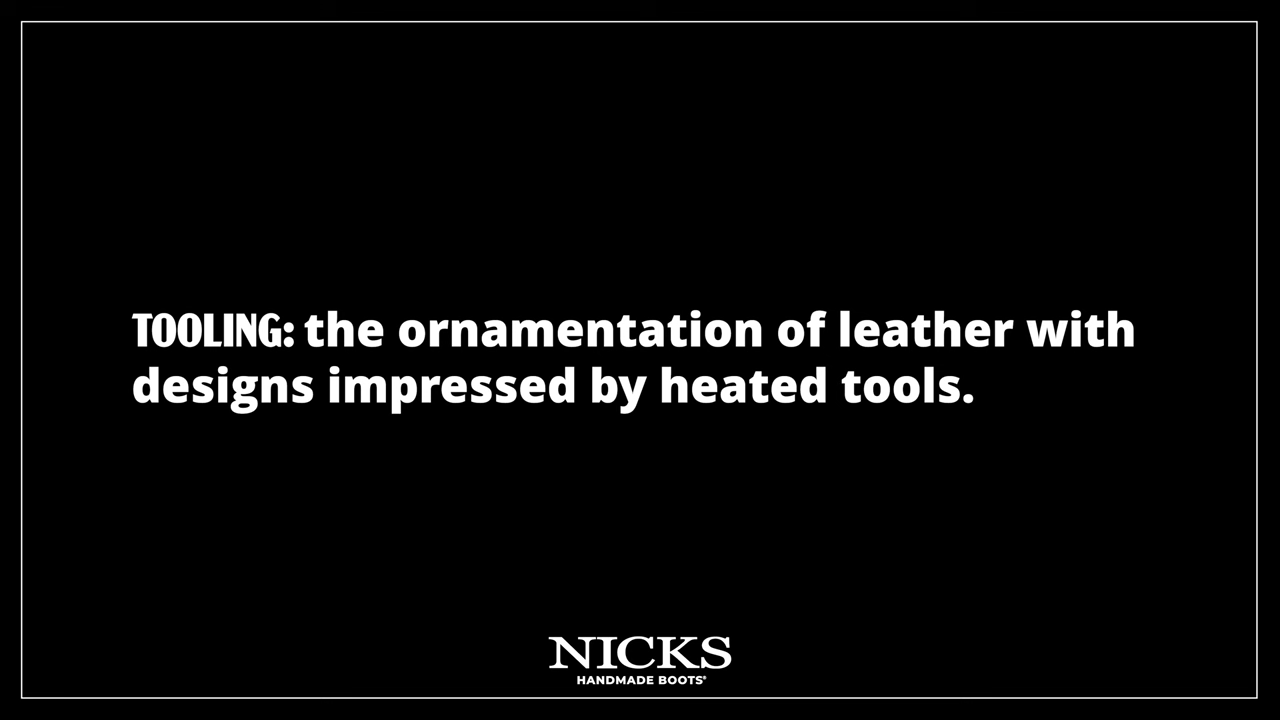 TOOLING: the ornamentation of leather with
designs impressed by heated tools.
NICKS
HANDMADE BOOTS®